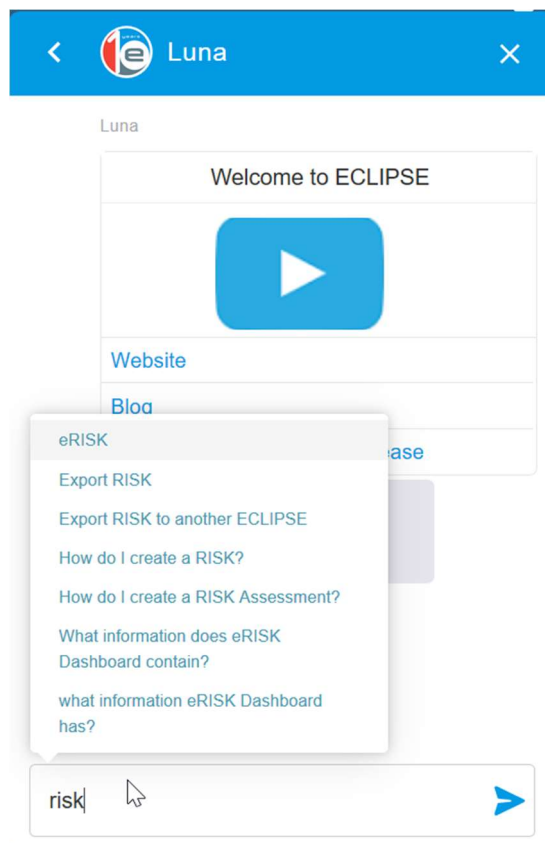 Luna
Luna
Welcome to ECLIPSE
Website
Blog
ease
eRISK
Export RISK
Export RISK to another ECLIPSE
How do I create a RISK?
How do I create a RISK Assessment?
What information does eRISK
Dashboard contain?
what information eRISK Dashboard
has?
risk